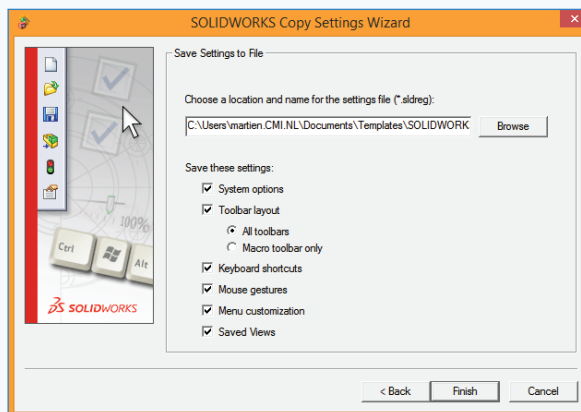 SOLIDWORKS Copy Settings Wizard
Save Settings to File
Choose a location and name for the settings file (*.sldreg):
C:\Users\martien.CMI.NL\Documents\Templates\SOLIDWORK
Browse
Save these settings:
System options
Toolbar layout
All toolbars
Macro toolbar only
Keyboard shortcuts
Mouse gestures
Menu customization
Saved Views
100%
Ctrl
Alt
SOLIDWORKS
< Back Finish Cancel